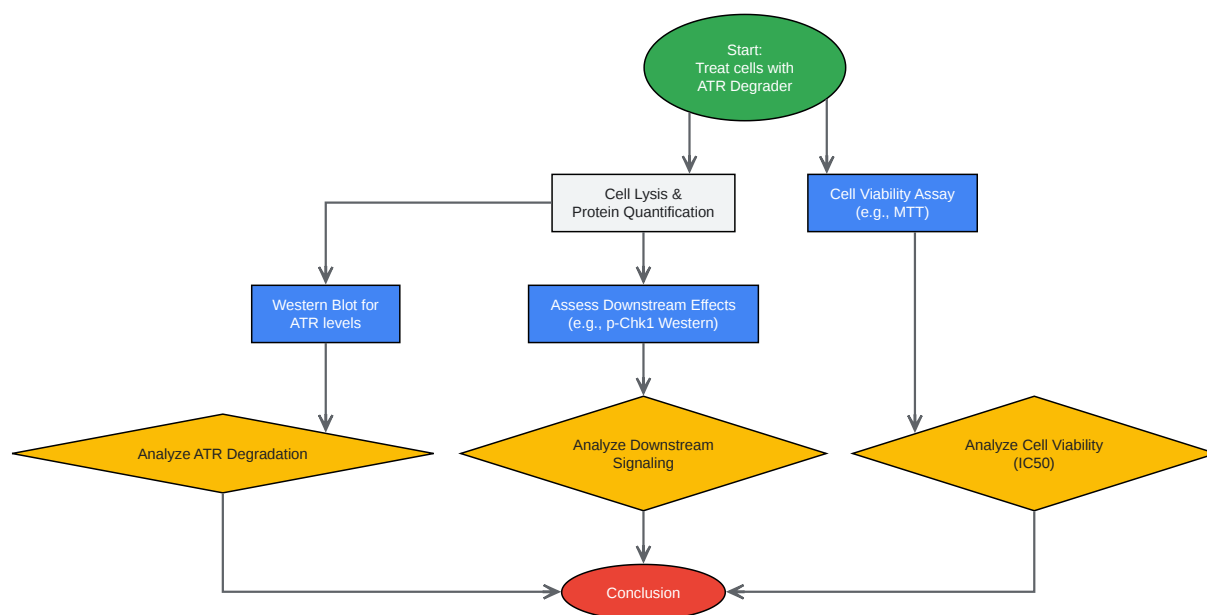 Start:
Treat cells with
ATR Degrader
Cell Lysis &
Protein Quantification
Cell Viability Assay
(e.g., MTT)
Western Blot for
ATR levels
Assess Downstream Effects
(e.g., p-Chk1 Western)
Analyze ATR Degradation
Analyze Downstream
Signaling
Analyze Cell Viability
(IC50)
Conclusion